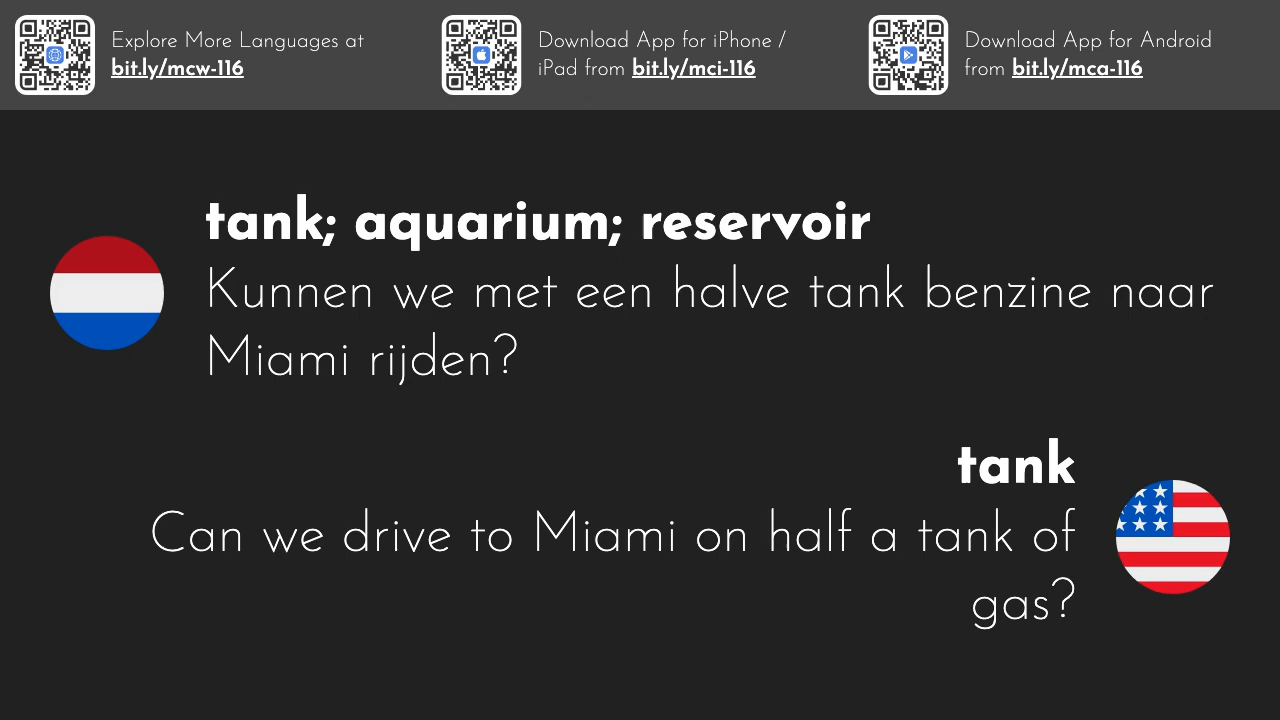 Explore More Languages at
bit.ly/mcw-116
Download App for iPhone /
iPad from bit.ly/mci-116
Download App for Android
from bit.ly/mca-116
tank; aquarium; reservoir
Kunnen we met een halve tank benzine naar
Miami rijden?
tank
Can we drive to Miami on half a tank of
gas?